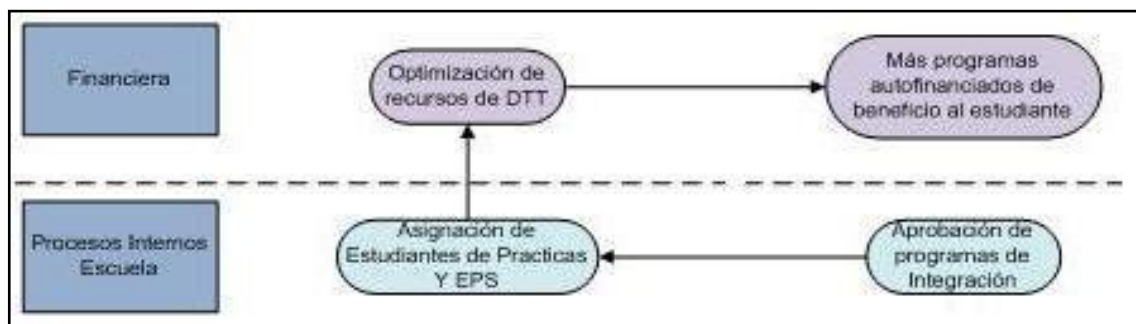 Financiera
Optimización de
recursos de DTT
Más programas
autofinanciados de
beneficio al estudiante
Procesos Internos
Escuela
Asignación de
Estudiantes de Practicas
Y EPS
Aprobación de
programas de
Integración